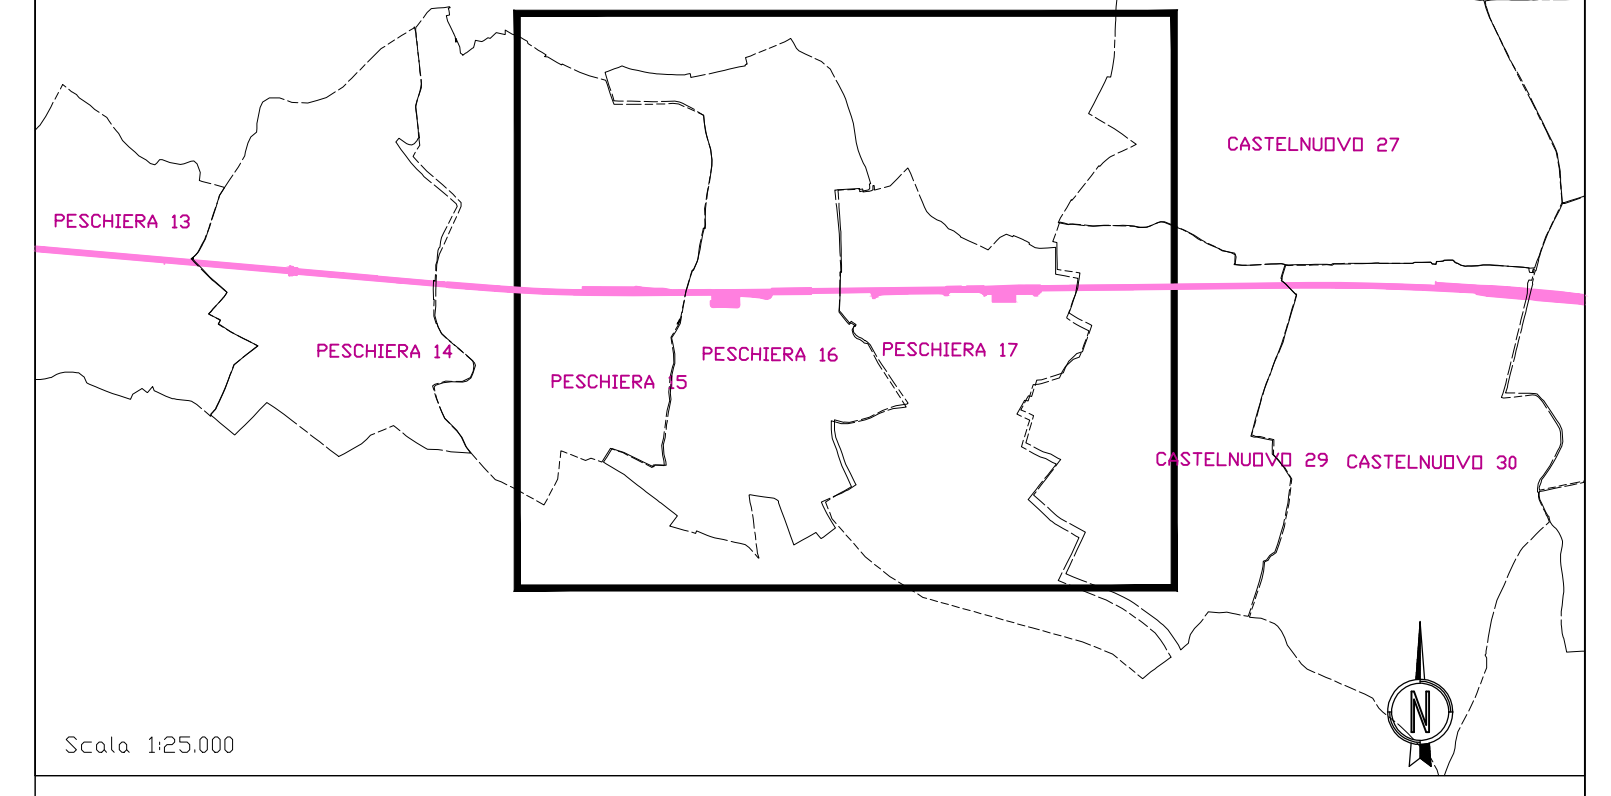 CASTELNUOVO 27
PESCHIERA 13
PESCHIERA 14
PESCHIERA 15
PESCHIERA 16
PESCHIERA 17
CASTELNUOVO 29
CASTELNUOVO 30
N
Scala 1:25.000